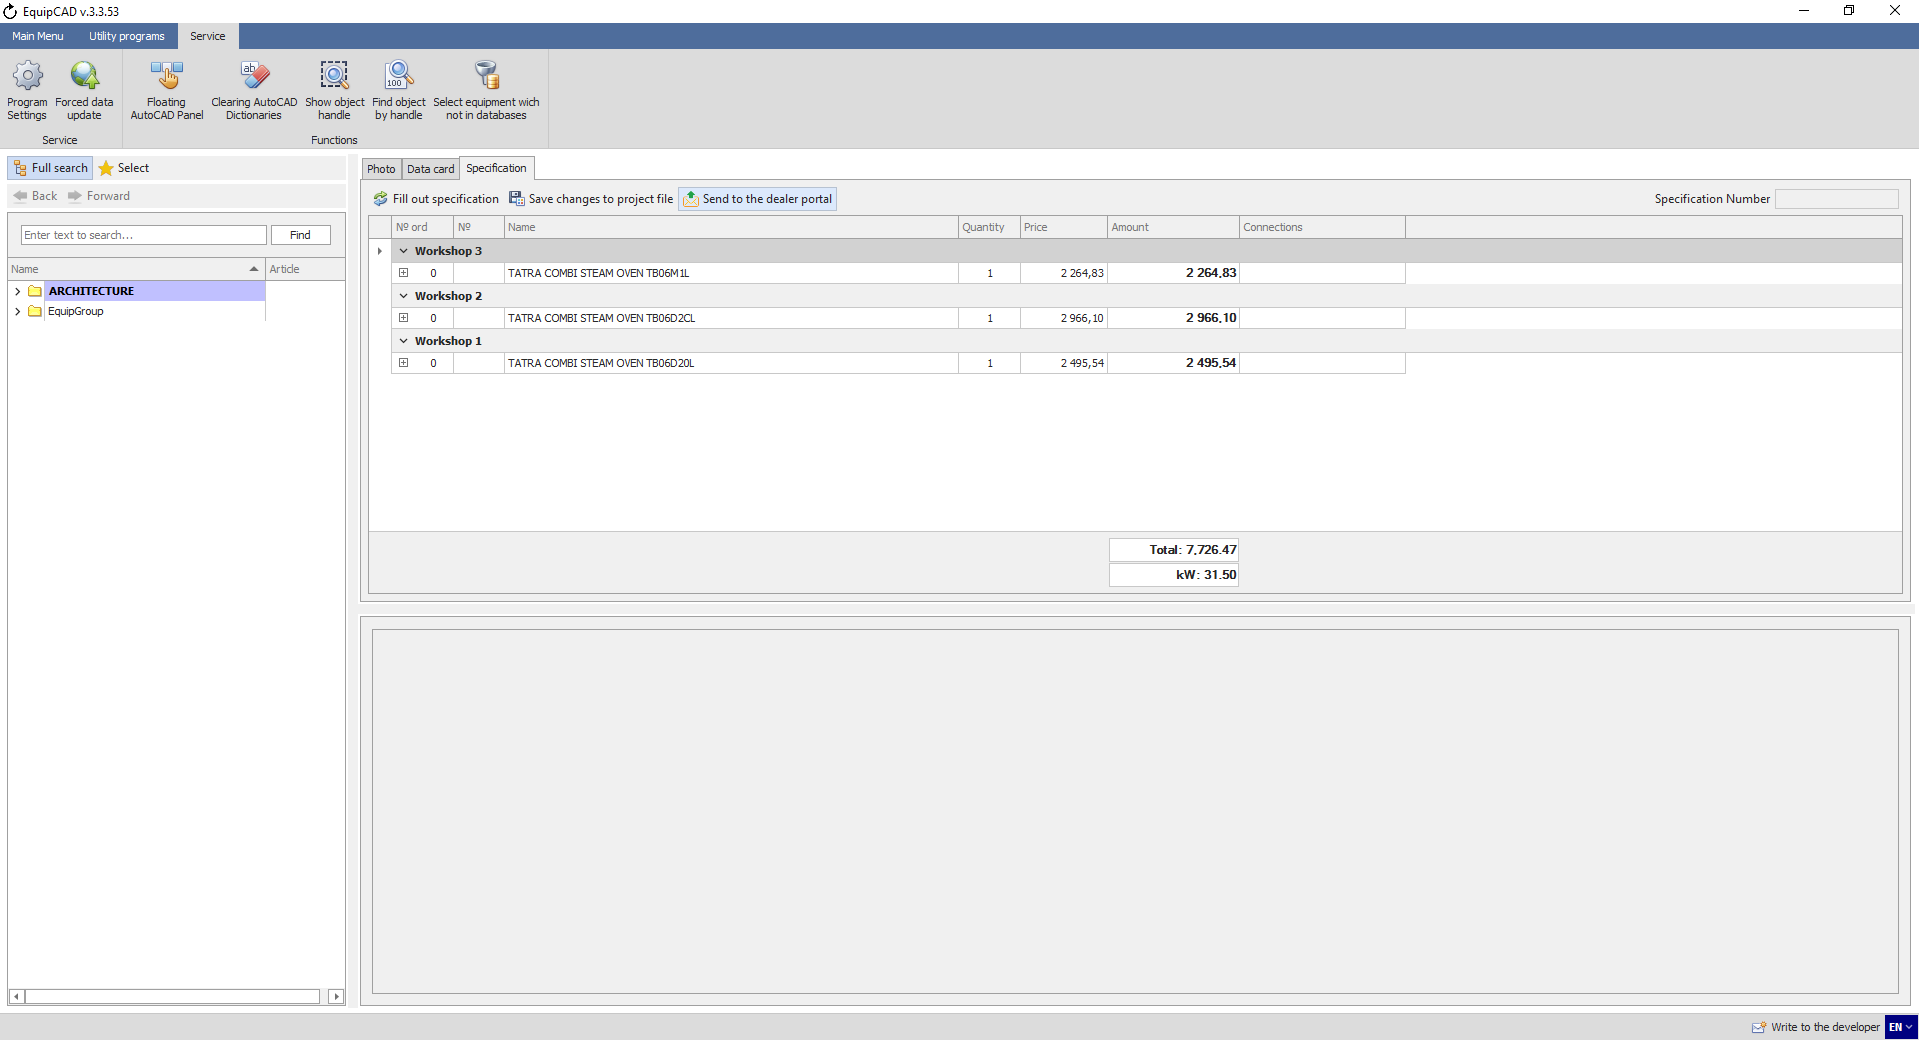 EquipCAD v.3.3.53
Main Menu Utility programs Service
Program Settings
Forced data update
Floating AutoCAD Panel
Clearing AutoCAD Dictionaries
Show object handle
Find object by handle
Select equipment wich not in databases
Service Functions
Full search Select
Back Forward
Enter text to search... Find
Name Article
ARCHITECTURE
EquipGroup
Photo Data card Specification
Fill out specification Save changes to project file Send to the dealer portal Specification Number
№ ord № Name Quantity Price Amount Connections
Workshop 3
0 TATRA COMBI STEAM OVEN TB06M1L 1 2 264,83 2 264,83
Workshop 2
0 TATRA COMBI STEAM OVEN TB06D2CL 1 2 966,10 2 966,10
Workshop 1
0 TATRA COMBI STEAM OVEN TB06D20L 1 2 495,54 2 495,54
Total: 7,726.47
kW: 31.50
Write to the developer EN